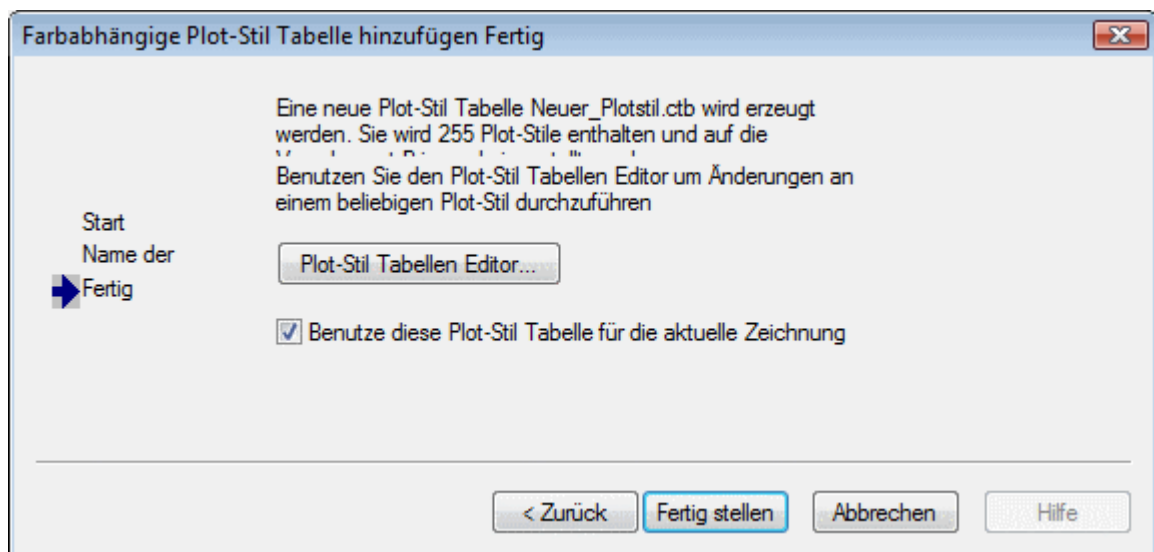 Farbabhängige Plot-Stil Tabelle hinzufügen Fertig
Eine neue Plot-Stil Tabelle Neuer_Plotstil.ctb wird erzeugt
werden. Sie wird 255 Plot-Stile enthalten und auf die
Benutzen Sie den Plot-Stil Tabellen Editor um Änderungen an
einem beliebigen Plot-Stil durchzuführen
Start
Name der
Fertig
Plot-Stil Tabellen Editor...
Benutze diese Plot-Stil Tabelle für die aktuelle Zeichnung
< Zurück
Fertig stellen
Abbrechen
Hilfe